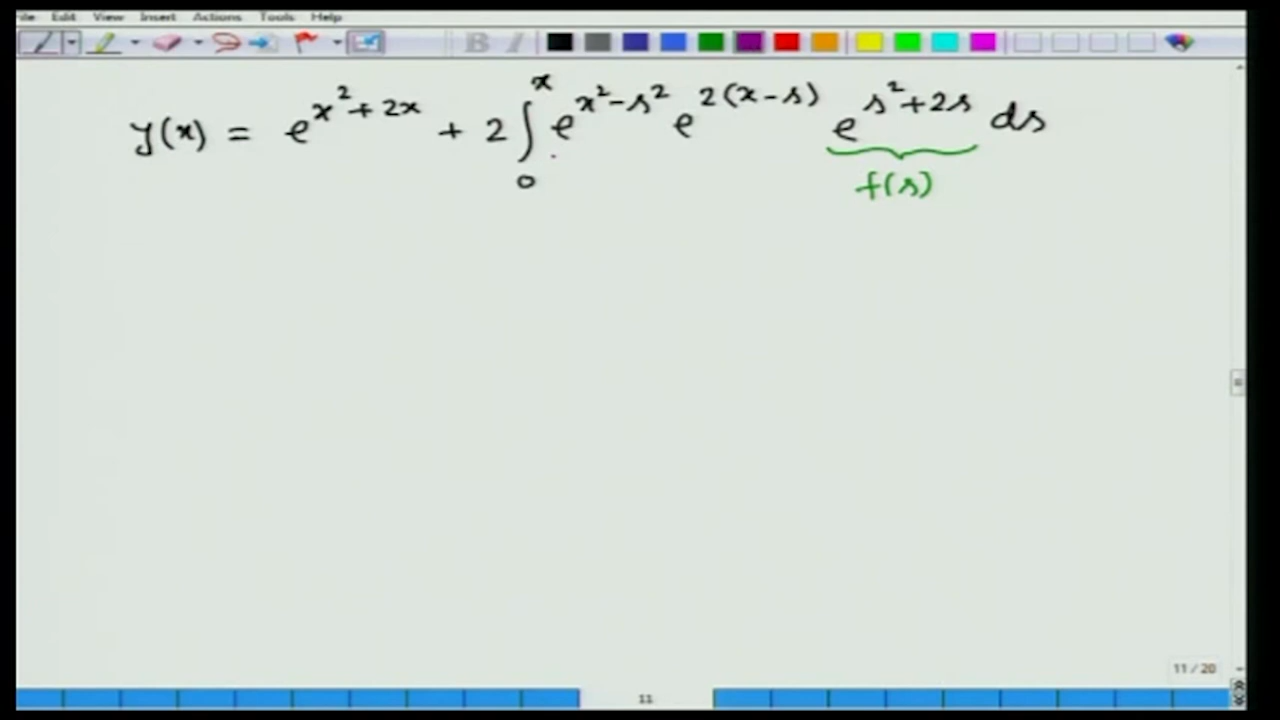 Edit View Insert Actions Tools Help
B I
y(x) = e^{x^2+2x} + 2 ∫_0^x e^{x^2-s^2} e^{2(x-s)} e^{s^2+2s} ds
f(s)
11 / 20
11